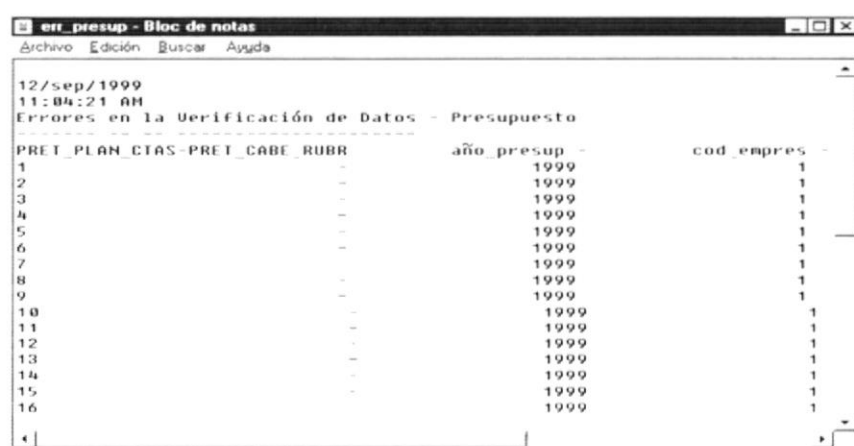 err_presup - Bloc de notas
Archivo Edición Buscar Ayuda
12/sep/1999
11:04:21 AM
Errores en la Verificación de Datos - Presupuesto
------- -- -- ---------------------
PRET_PLAN_CTAS-PRET_CABE_RUBR año_presup - cod_empres -
1 - 1999 1
2 - 1999 1
3 - 1999 1
4 - 1999 1
5 - 1999 1
6 - 1999 1
7 1999 1
8 - 1999 1
9 - 1999 1
10 - 1999 1
11 - 1999 1
12 - 1999 1
13 - 1999 1
14 - 1999 1
15 - 1999 1
16 1999 1